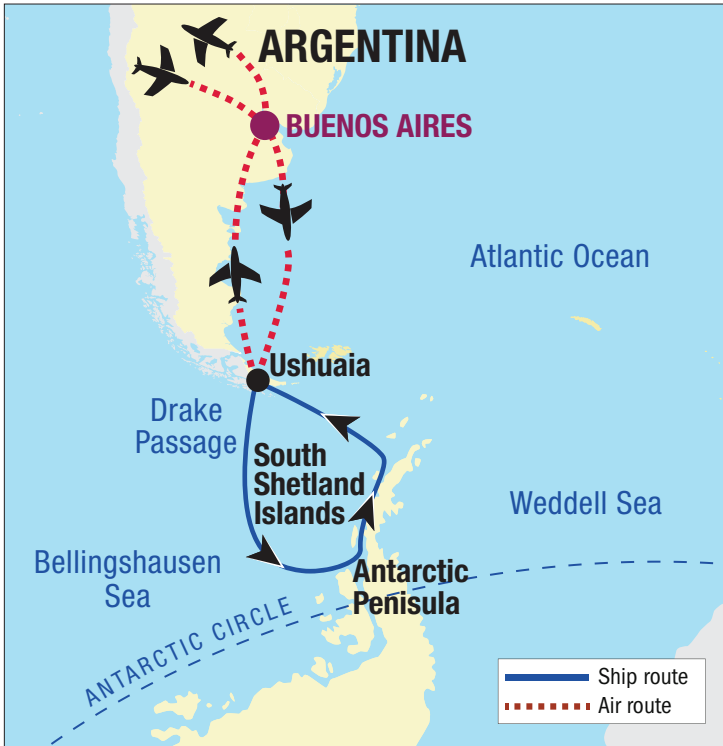 ARGENTINA
BUENOS AIRES
Atlantic Ocean
Ushuaia
Drake
Passage
South
Shetland
Islands
Weddell Sea
Bellingshausen
Sea
Antarctic
Penisula
ANTARCTIC CIRCLE
Ship route
Air route